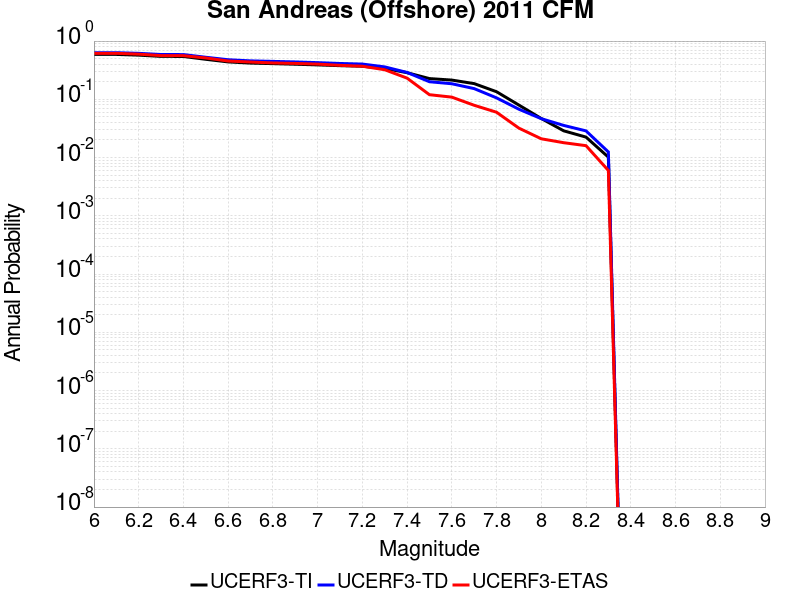 San Andreas (Offshore) 2011 CFM
10^0
10^-1
10^-2
10^-3
10^-4
10^-5
10^-6
10^-7
10^-8
Annual Probability
6 6.2 6.4 6.6 6.8 7 7.2 7.4 7.6 7.8 8 8.2 8.4 8.6 8.8 9
Magnitude
UCERF3-TI UCERF3-TD UCERF3-ETAS